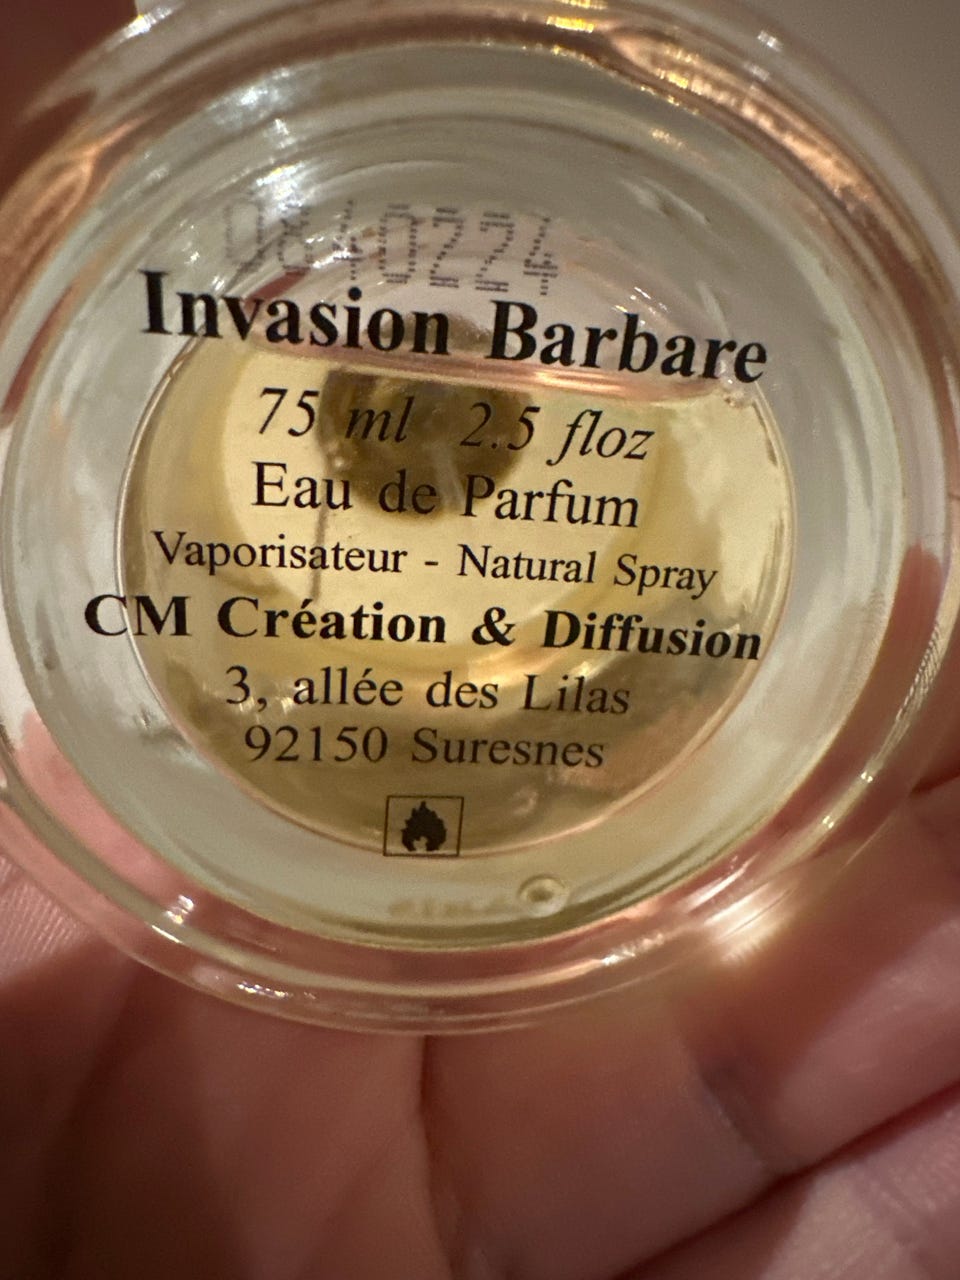 Invasion Barbare
75 ml 2.5 floz
Eau de Parfum
Vaporisateur - Natural Spray
CM Création & Diffusion
3, allée des Lilas
92150 Suresnes